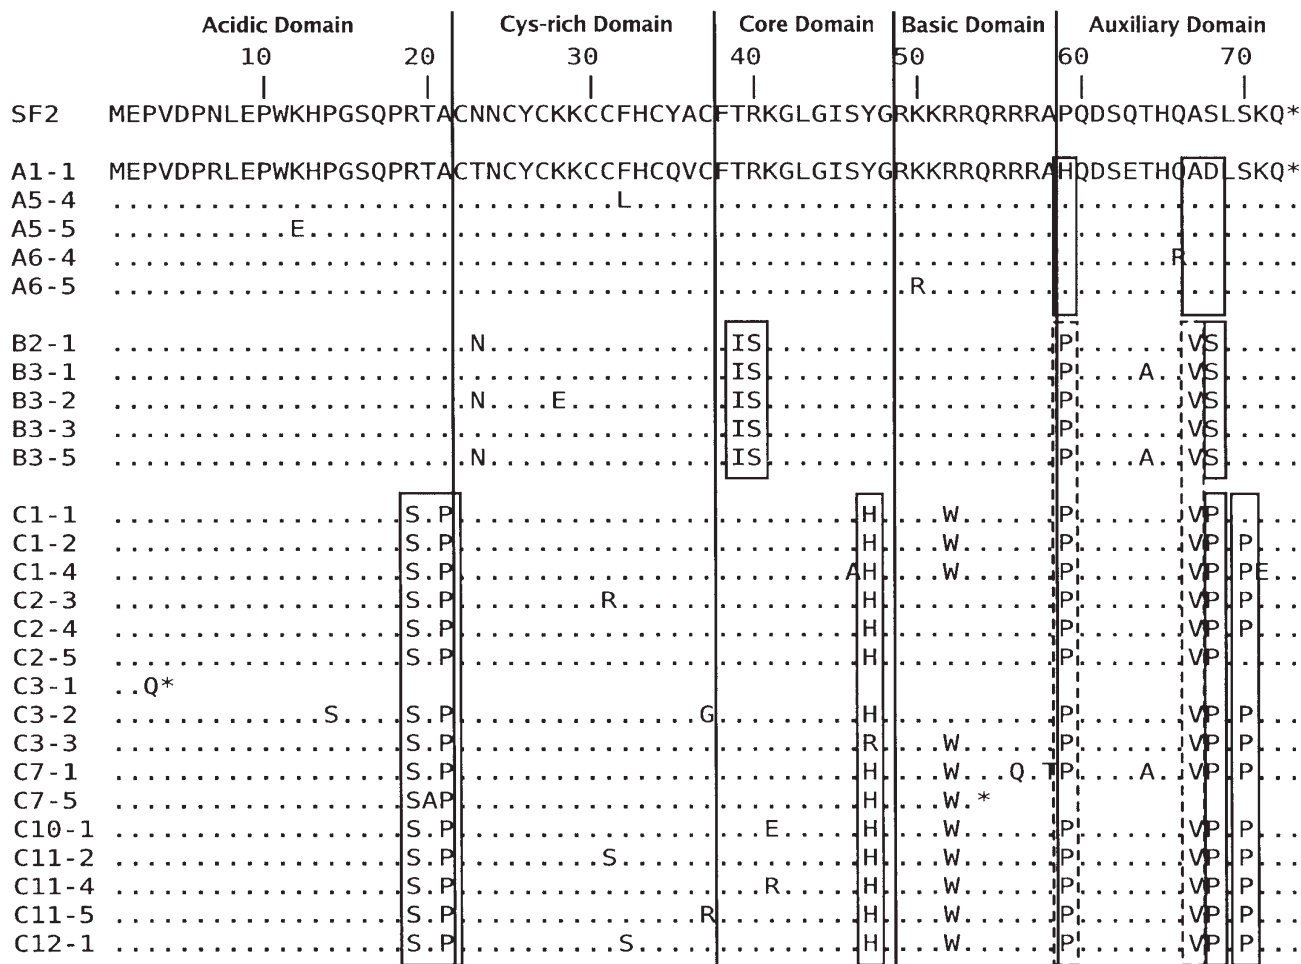 Acidic Domain Cys-rich Domain Core Domain Basic Domain Auxiliary Domain
10 20 30 40 50 60 70
SF2 MEPVDPNLEPWKHPGSQPRTACNNCYCKKCCFHCYACFTRKGLGISYGRKKRRQRRRAPQDSQTHQASLSKQ*
A1-1 MEPVDPRLEPWKHPGSQPRTACTNCYCKKCCFHCQVCFTRKGLGISYGRKKRRQRRRAHQDSETHQADLSKQ*
A5-4 ...............................L.........................................
A5-5 ...........E.............................................................
A6-4 .................................................................R.......
A6-5 .................................................R.......................
B2-1 ......................N...............IS..................P.......VS.....
B3-1 ......................................IS..................P....A..VS.....
B3-2 ......................N....E..........IS..................P.......VS.....
B3-3 ......................................IS..................P.......VS.....
B3-5 ......................N...............IS..................P....A..VS.....
C1-1 ..................S.P.........................H....W......P.......VP.....
C1-2 ..................S.P.........................H....W......P.......VP.P...
C1-4 ..................S.P........................AH....W......P.......VP.PE..
C2-3 ..................S.P.........R...............H...........P.......VP.P...
C2-4 ..................S.P.........................H...........P.......VP.P...
C2-5 ..................S.P.........................H...........P.......VP.....
C3-1 ..Q*
C3-2 .............S....S.P...............G.........H...........P.......VP.P...
C3-3 ..................S.P.........................R....W......P.......VP.P...
C7-1 ..................S.P.........................H....W...Q.TP....A..VP.P...
C7-5 ..................SAP.........................H....W.*
C10-1 ..................S.P...................E.....H....W......P.......VP.P...
C11-2 ..................S.P.........S...............H....W......P.......VP.P...
C11-4 ..................S.P...................R.....H....W......P.......VP.P...
C11-5 ..................S.P...............R.........H....W......P.......VP.P...
C12-1 ..................S.P..........S..............H....W......P.......VP.P...